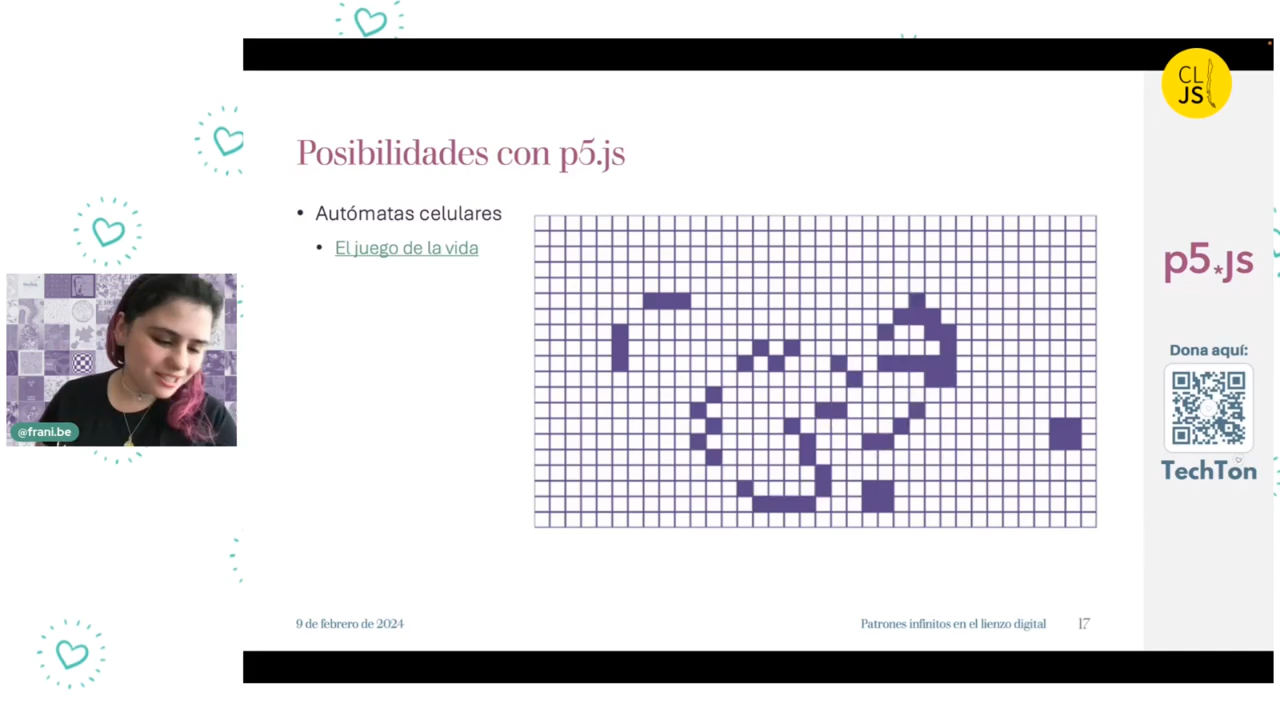 CL
JS
Posibilidades con p5.js
• Autómatas celulares
• El juego de la vida
p5*js
Dona aquí:
TechTön
@frani.be
9 de febrero de 2024
Patrones infinitos en el lienzo digital
17